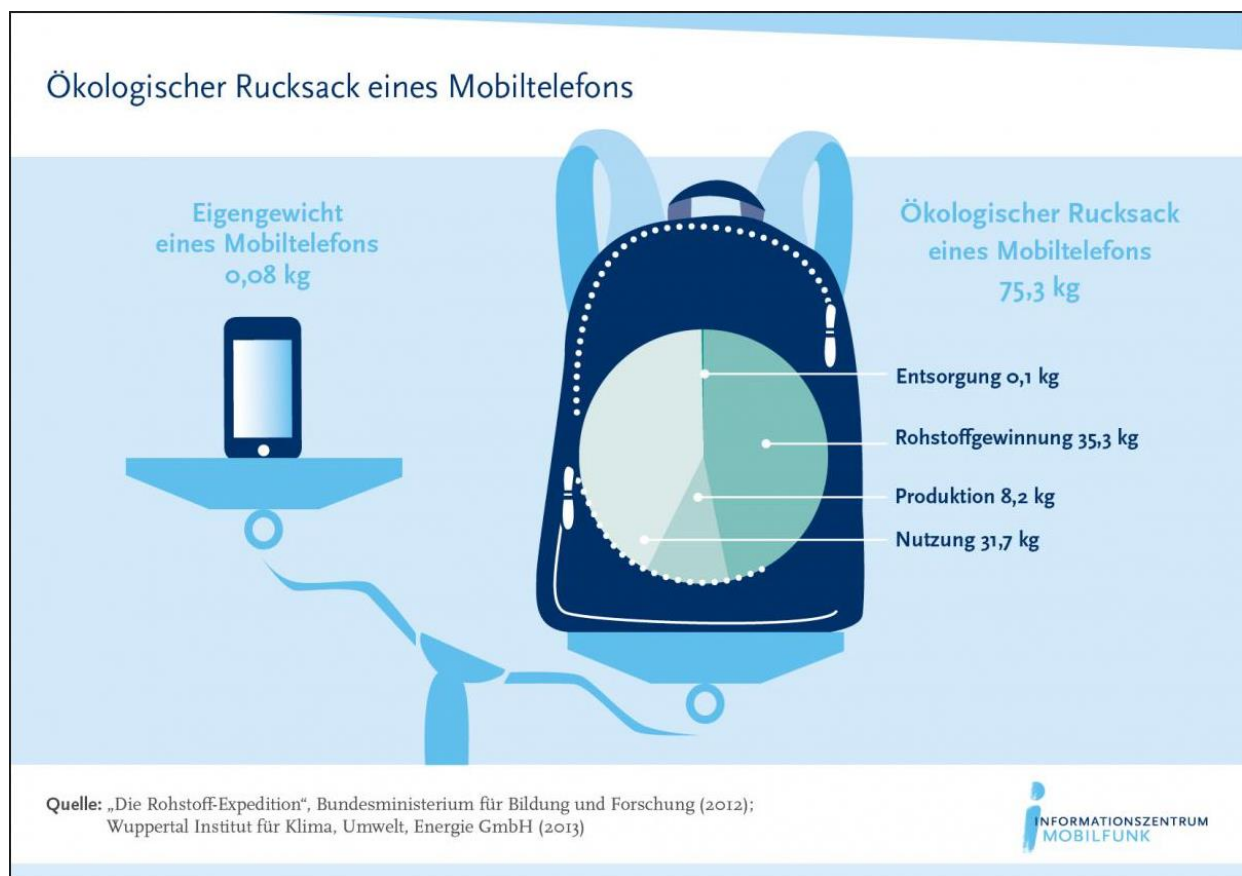 Ökologischer Rucksack eines Mobiltelefons
Eigengewicht
eines Mobiltelefons
0,08 kg
Ökologischer Rucksack
eines Mobiltelefons
75,3 kg
Entsorgung 0,1 kg
Rohstoffgewinnung 35,3 kg
Produktion 8,2 kg
Nutzung 31,7 kg
Quelle: „Die Rohstoff-Expedition“, Bundesministerium für Bildung und Forschung (2012);
Wuppertal Institut für Klima, Umwelt, Energie GmbH (2013)
INFORMATIONSZENTRUM
MOBILFUNK